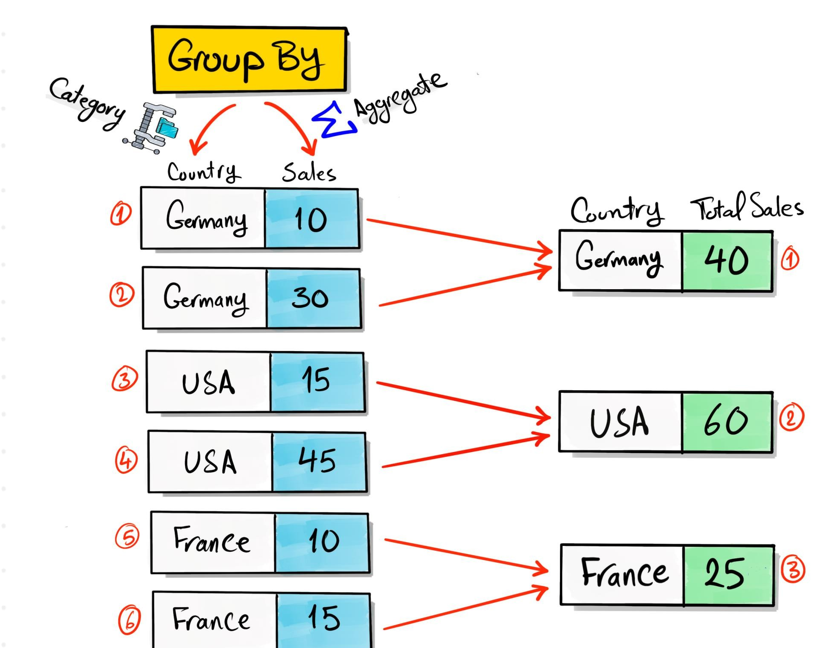 Group By
Category
Σ Aggregate
Country Sales
① Germany 10
② Germany 30
③ USA 15
④ USA 45
⑤ France 10
⑥ France 15
Country Total Sales
Germany 40 ①
USA 60 ②
France 25 ③